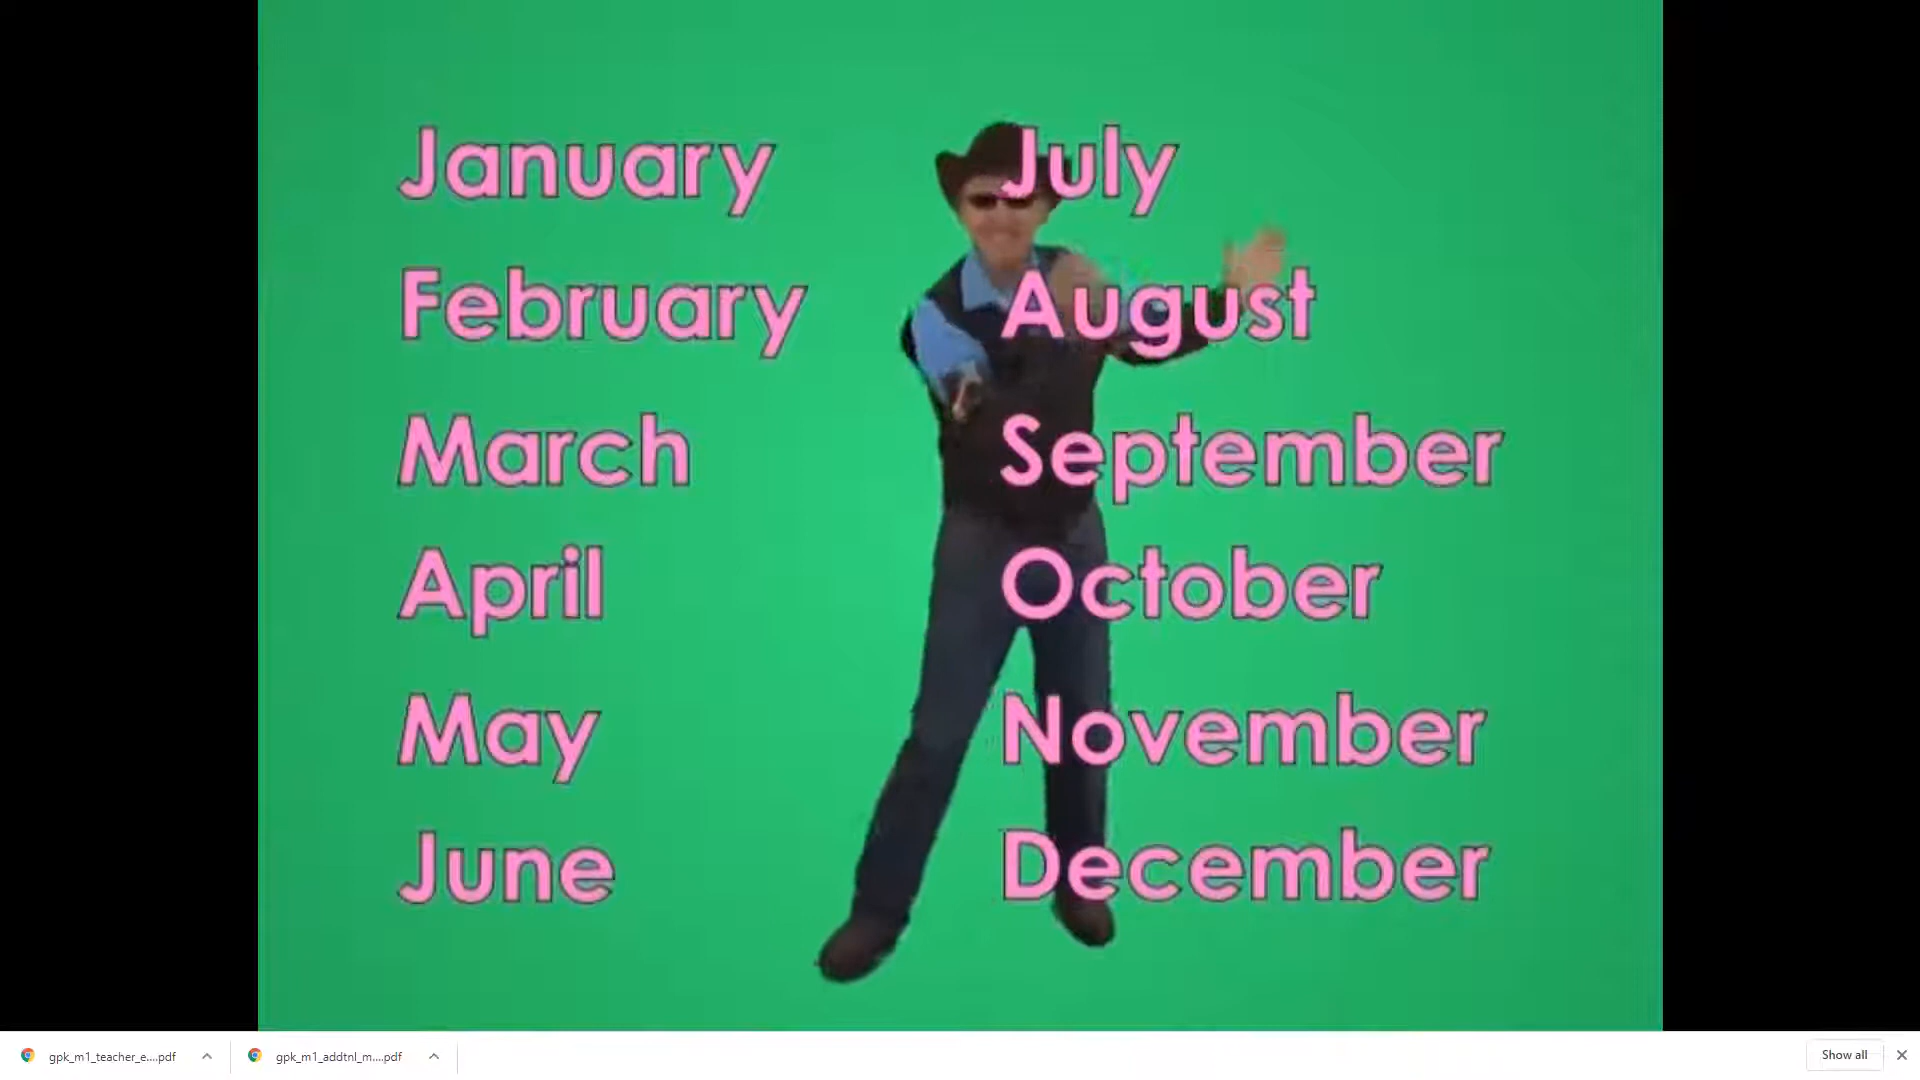 January
February
March
April
May
June
July
August
September
October
November
December
gpk_m1_teacher_e....pdf
gpk_m1_addtnl_m....pdf
Show all